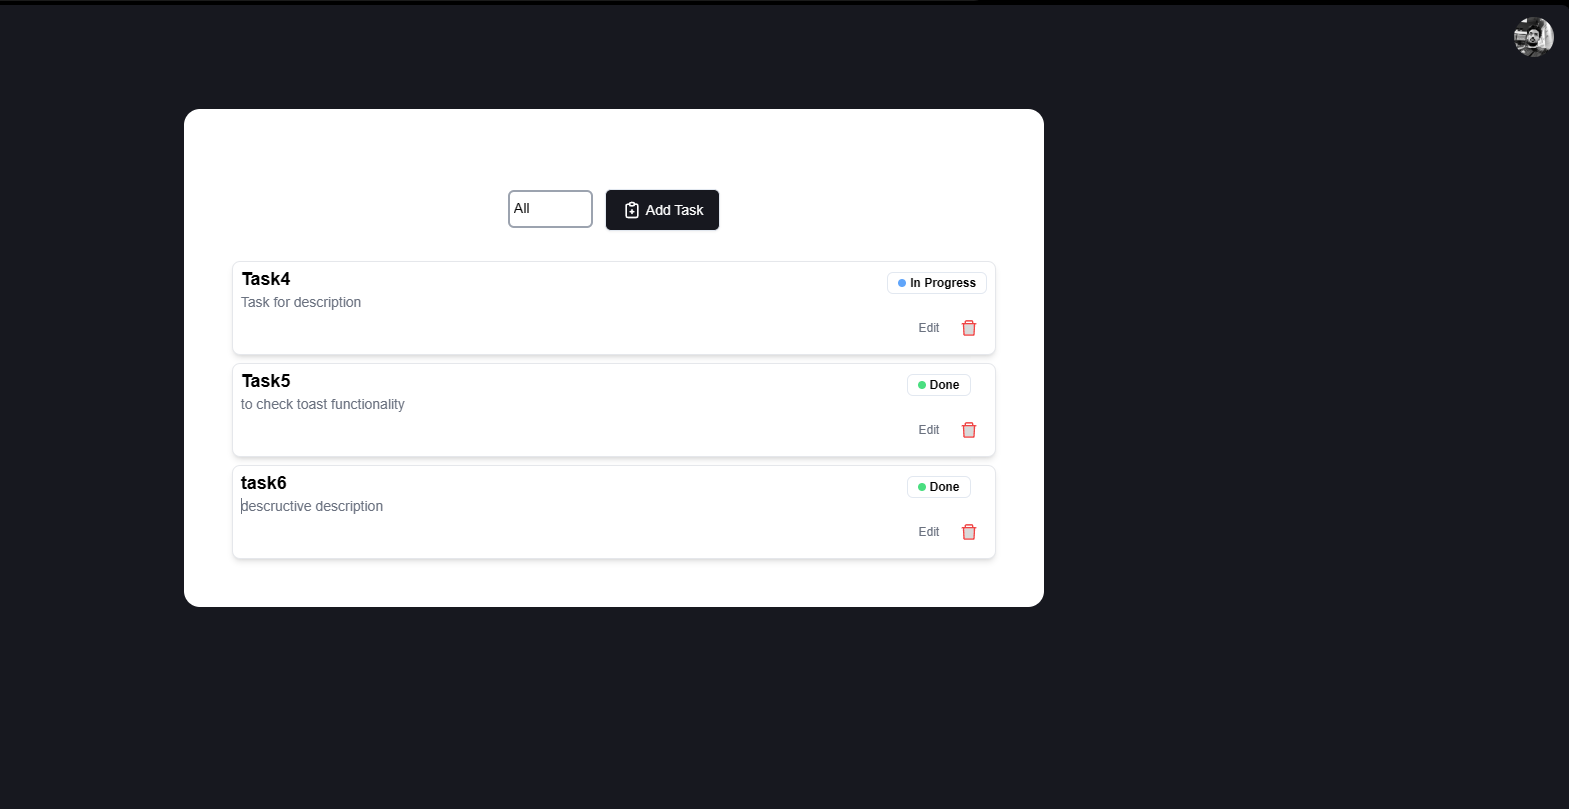 All
Add Task
Task4
In Progress
Task for description
Edit
Task5
Done
to check toast functionality
Edit
task6
Done
descructive description
Edit